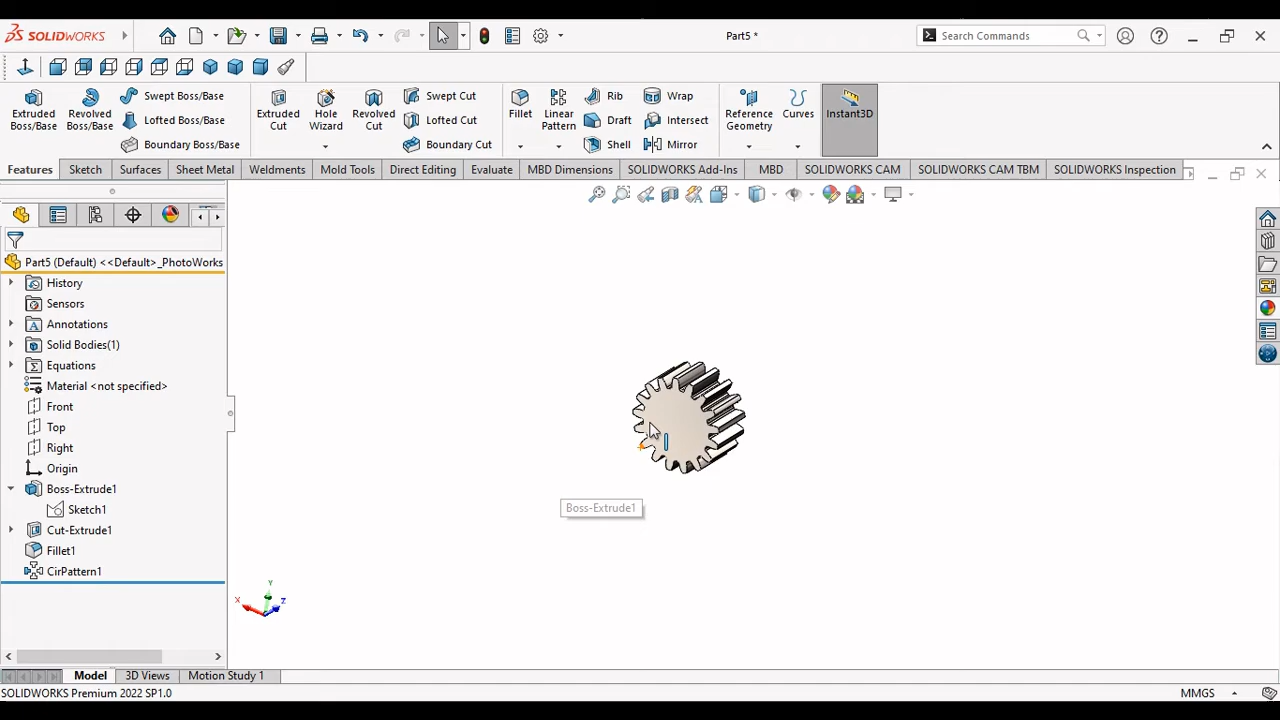 SOLIDWORKS
Part5 *
Search Commands
Extruded Boss/Base
Revolved Boss/Base
Swept Boss/Base
Lofted Boss/Base
Boundary Boss/Base
Extruded Cut
Hole Wizard
Revolved Cut
Swept Cut
Lofted Cut
Boundary Cut
Fillet
Linear Pattern
Rib
Draft
Shell
Wrap
Intersect
Mirror
Reference Geometry
Curves
Instant3D
Features
Sketch
Surfaces
Sheet Metal
Weldments
Mold Tools
Direct Editing
Evaluate
MBD Dimensions
SOLIDWORKS Add-Ins
MBD
SOLIDWORKS CAM
SOLIDWORKS CAM TBM
SOLIDWORKS Inspection
Part5 (Default) <<Default>_PhotoWorks
History
Sensors
Annotations
Solid Bodies(1)
Equations
Material <not specified>
Front
Top
Right
Origin
Boss-Extrude1
Sketch1
Cut-Extrude1
Fillet1
CirPattern1
Boss-Extrude1
Y
X
Z
Model
3D Views
Motion Study 1
SOLIDWORKS Premium 2022 SP1.0
MMGS